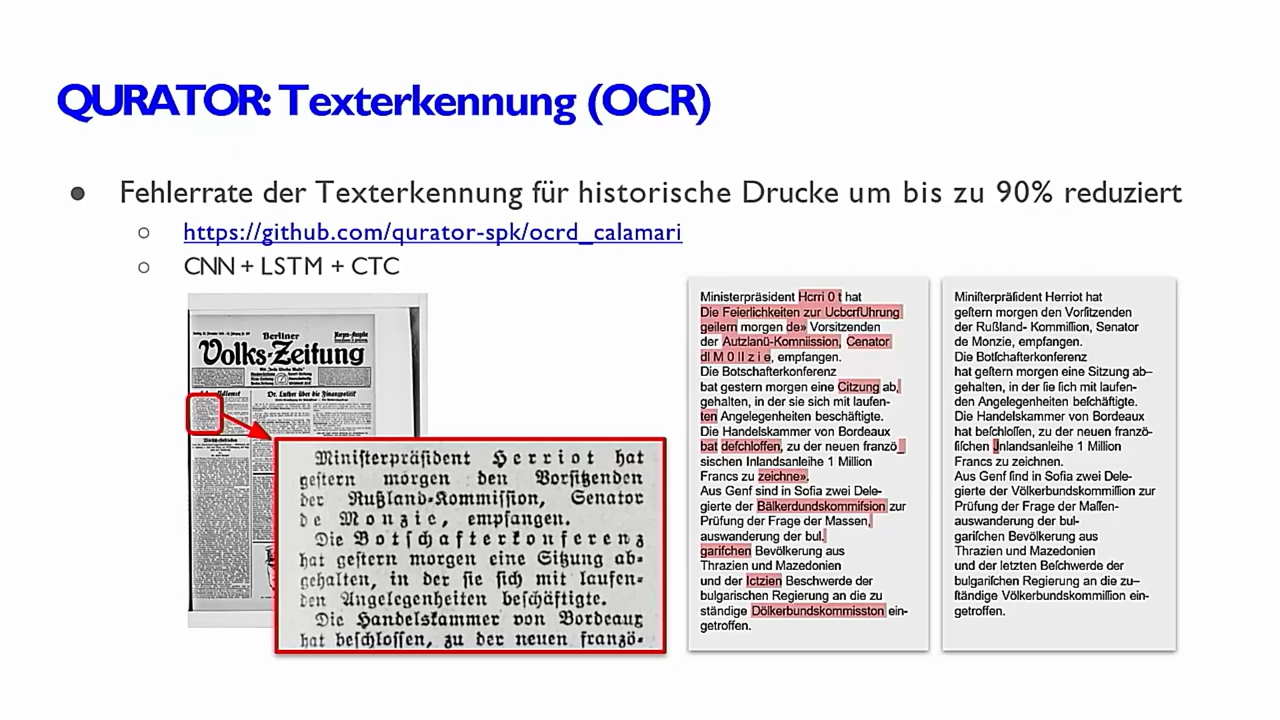 QURATOR: Texterkennung (OCR)
● Fehlerrate der Texterkennung für historische Drucke um bis zu 90% reduziert
○ https://github.com/qurator-spk/ocrd_calamari
○ CNN + LSTM + CTC
Berliner
Morgen-Ausgabe
Volks-Zeitung
Dr. Luther über die Finanzpolitik
Miniſterpräſident Herriot hat
geſtern morgen den Vorſitzenden
der Rußland-Kommiſſion, Senator
de Monzie, empfangen.
Die Botſchafterkonferenz
hat geſtern morgen eine Sitzung ab-
gehalten, in der ſie ſich mit laufen-
den Angelegenheiten beſchäftigte.
Die Handelskammer von Bordeaux
hat beſchloſſen, zu der neuen franzö-
Ministerpräsident Hcrri 0 t hat
Die Feierlichkeiten zur UcbcrfUhrung
geilern morgen de» Vorsitzenden
der Autzlanü-Komniission, Cenator
dl M 0 ll z i e, empfangen.
Die Botschafterkonferenz
bat gestern morgen eine Citzung ab,
gehalten, in der sie sich mit laufen-
ten Angelegenheiten beschäftigte.
Die Handelskammer von Bordeaux
bat defchloffen, zu der neuen franzö_
sischen Inlandsanleihe 1 Million
Francs zu zeichne».
Aus Genf sind in Sofia zwei Dele-
gierte der Bälkerdundskommifsion zur
Prüfung der Frage der Massen,
auswanderung der bul.
garifchen Bevölkerung aus
Thrazien und Mazedonien
und der lctzien Beschwerde der
bulgarischen Regierung an die zu
ständige Dölkerbundskommisston ein-
getroffen.
Miniſterpräſident Herriot hat
geſtern morgen den Vorſitzenden
der Rußland- Kommiſſion, Senator
de Monzie, empfangen.
Die Botſchafterkonferenz
hat geſtern morgen eine Sitzung ab–
gehalten, in der ſie ſich mit laufen-
den Angelegenheiten beſchäftigte.
Die Handelskammer von Bordeaux
hat beſchloſſen, zu der neuen franzö-
ſiſchen Jnlandsanleihe 1 Million
Francs zu zeichnen.
Aus Genf ſind in Sofia zwei Dele-
gierte der Völkerbundskommiſſion zur
Prüfung der Frage der Maſſen-
auswanderung der bul-
gariſchen Bevölkerung aus
Thrazien und Mazedonien
und der letzten Beſchwerde der
bulgariſchen Regierung an die zu–
ſtändige Völkerbundskommiſſion ein-
getroffen.